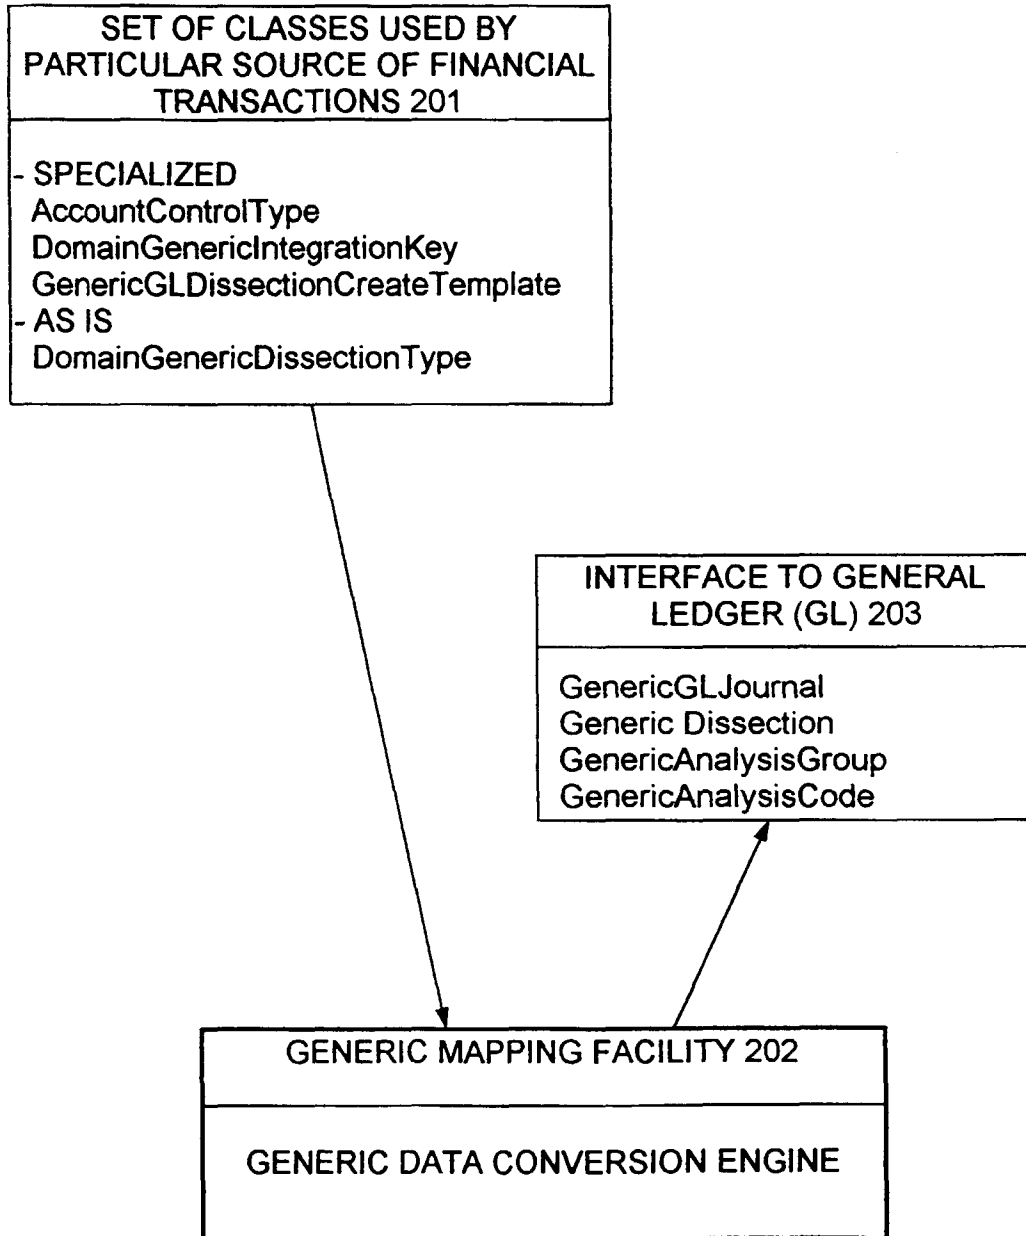 SET OF CLASSES USED BY
PARTICULAR SOURCE OF FINANCIAL
TRANSACTIONS 201
- SPECIALIZED
AccountControlType
DomainGenericIntegrationKey
GenericGLDissectionCreateTemplate
- AS IS
DomainGenericDissectionType
INTERFACE TO GENERAL
LEDGER (GL) 203
GenericGLJournal
Generic Dissection
GenericAnalysisGroup
GenericAnalysisCode
GENERIC MAPPING FACILITY 202
GENERIC DATA CONVERSION ENGINE